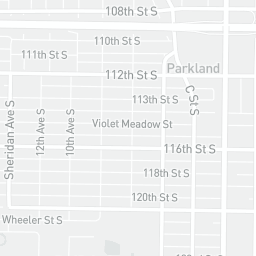 108th St S
110th St S
111th St S
Parkland
112th St S
113th St S
C St S
Sheridan Ave S
12th Ave S
10th Ave S
Violet Meadow St
116th St S
118th St S
120th St S
Wheeler St S